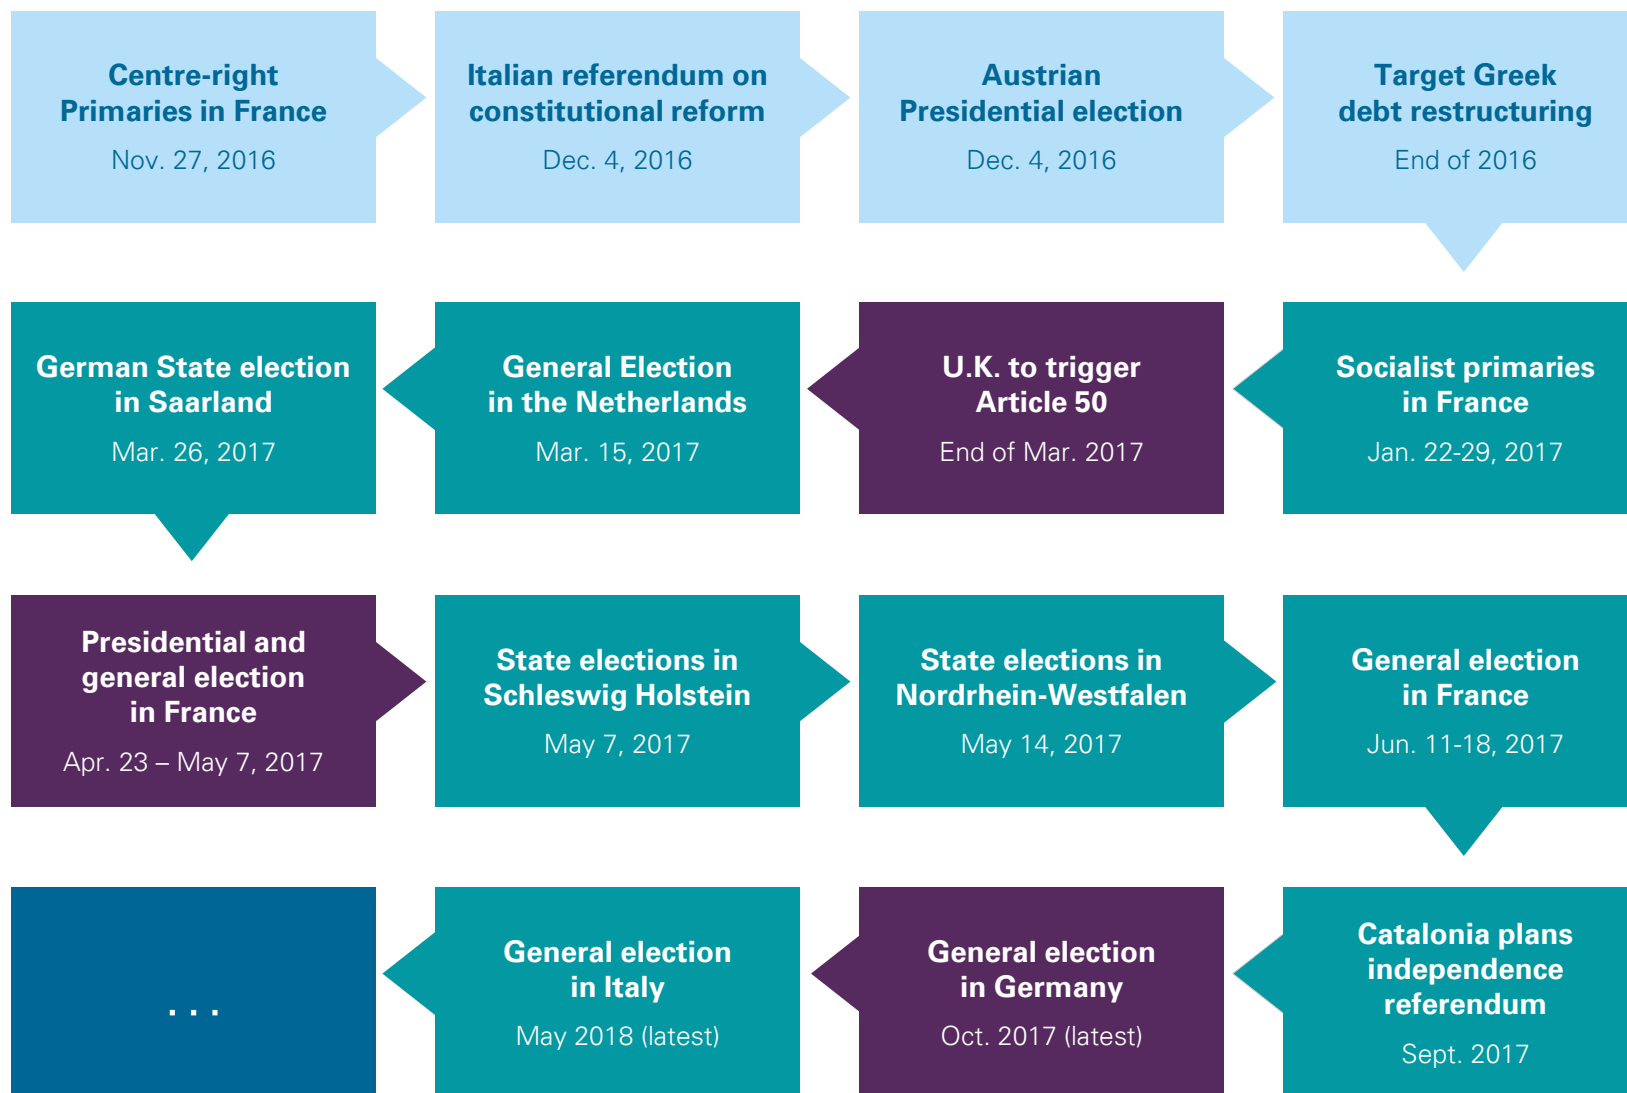 Centre-right
Primaries in France
Nov. 27, 2016
Italian referendum on
constitutional reform
Dec. 4, 2016
Austrian
Presidential election
Dec. 4, 2016
Target Greek
debt restructuring
End of 2016
Socialist primaries
in France
Jan. 22-29, 2017
U.K. to trigger
Article 50
End of Mar. 2017
General Election
in the Netherlands
Mar. 15, 2017
German State election
in Saarland
Mar. 26, 2017
Presidential and
general election
in France
Apr. 23 – May 7, 2017
State elections in
Schleswig Holstein
May 7, 2017
State elections in
Nordrhein-Westfalen
May 14, 2017
General election
in France
Jun. 11-18, 2017
Catalonia plans
independence
referendum
Sept. 2017
General election
in Germany
Oct. 2017 (latest)
General election
in Italy
May 2018 (latest)
...